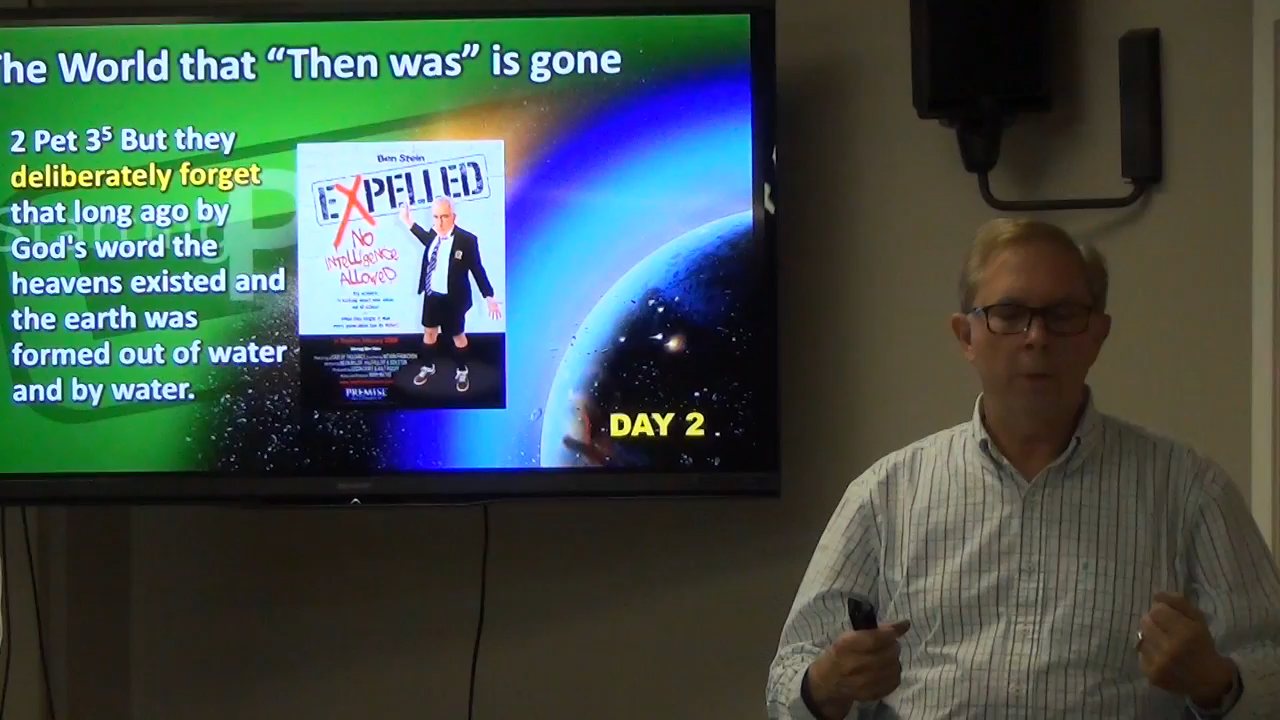 The World that “Then was” is gone
2 Pet 3⁵ But they
deliberately forget
that long ago by
God's word the
heavens existed and
the earth was
formed out of water
and by water.
Ben Stein
EXPELLED
No
Intelligence
Allowed
PREMISE
DAY 2